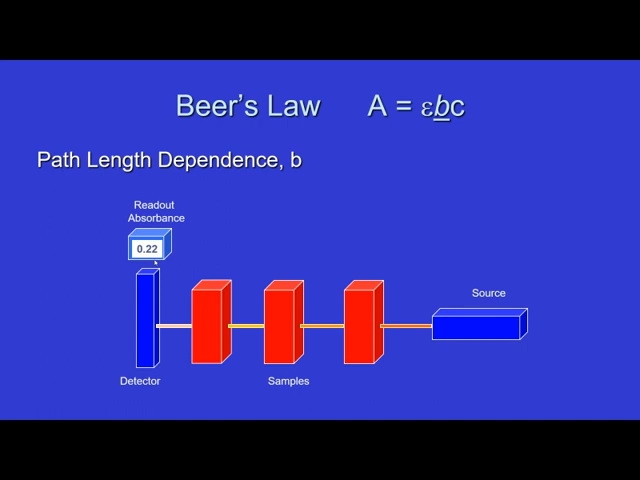 Beer's Law A = εbc
Path Length Dependence, b
Readout
Absorbance
0.22
Source
Detector
Samples